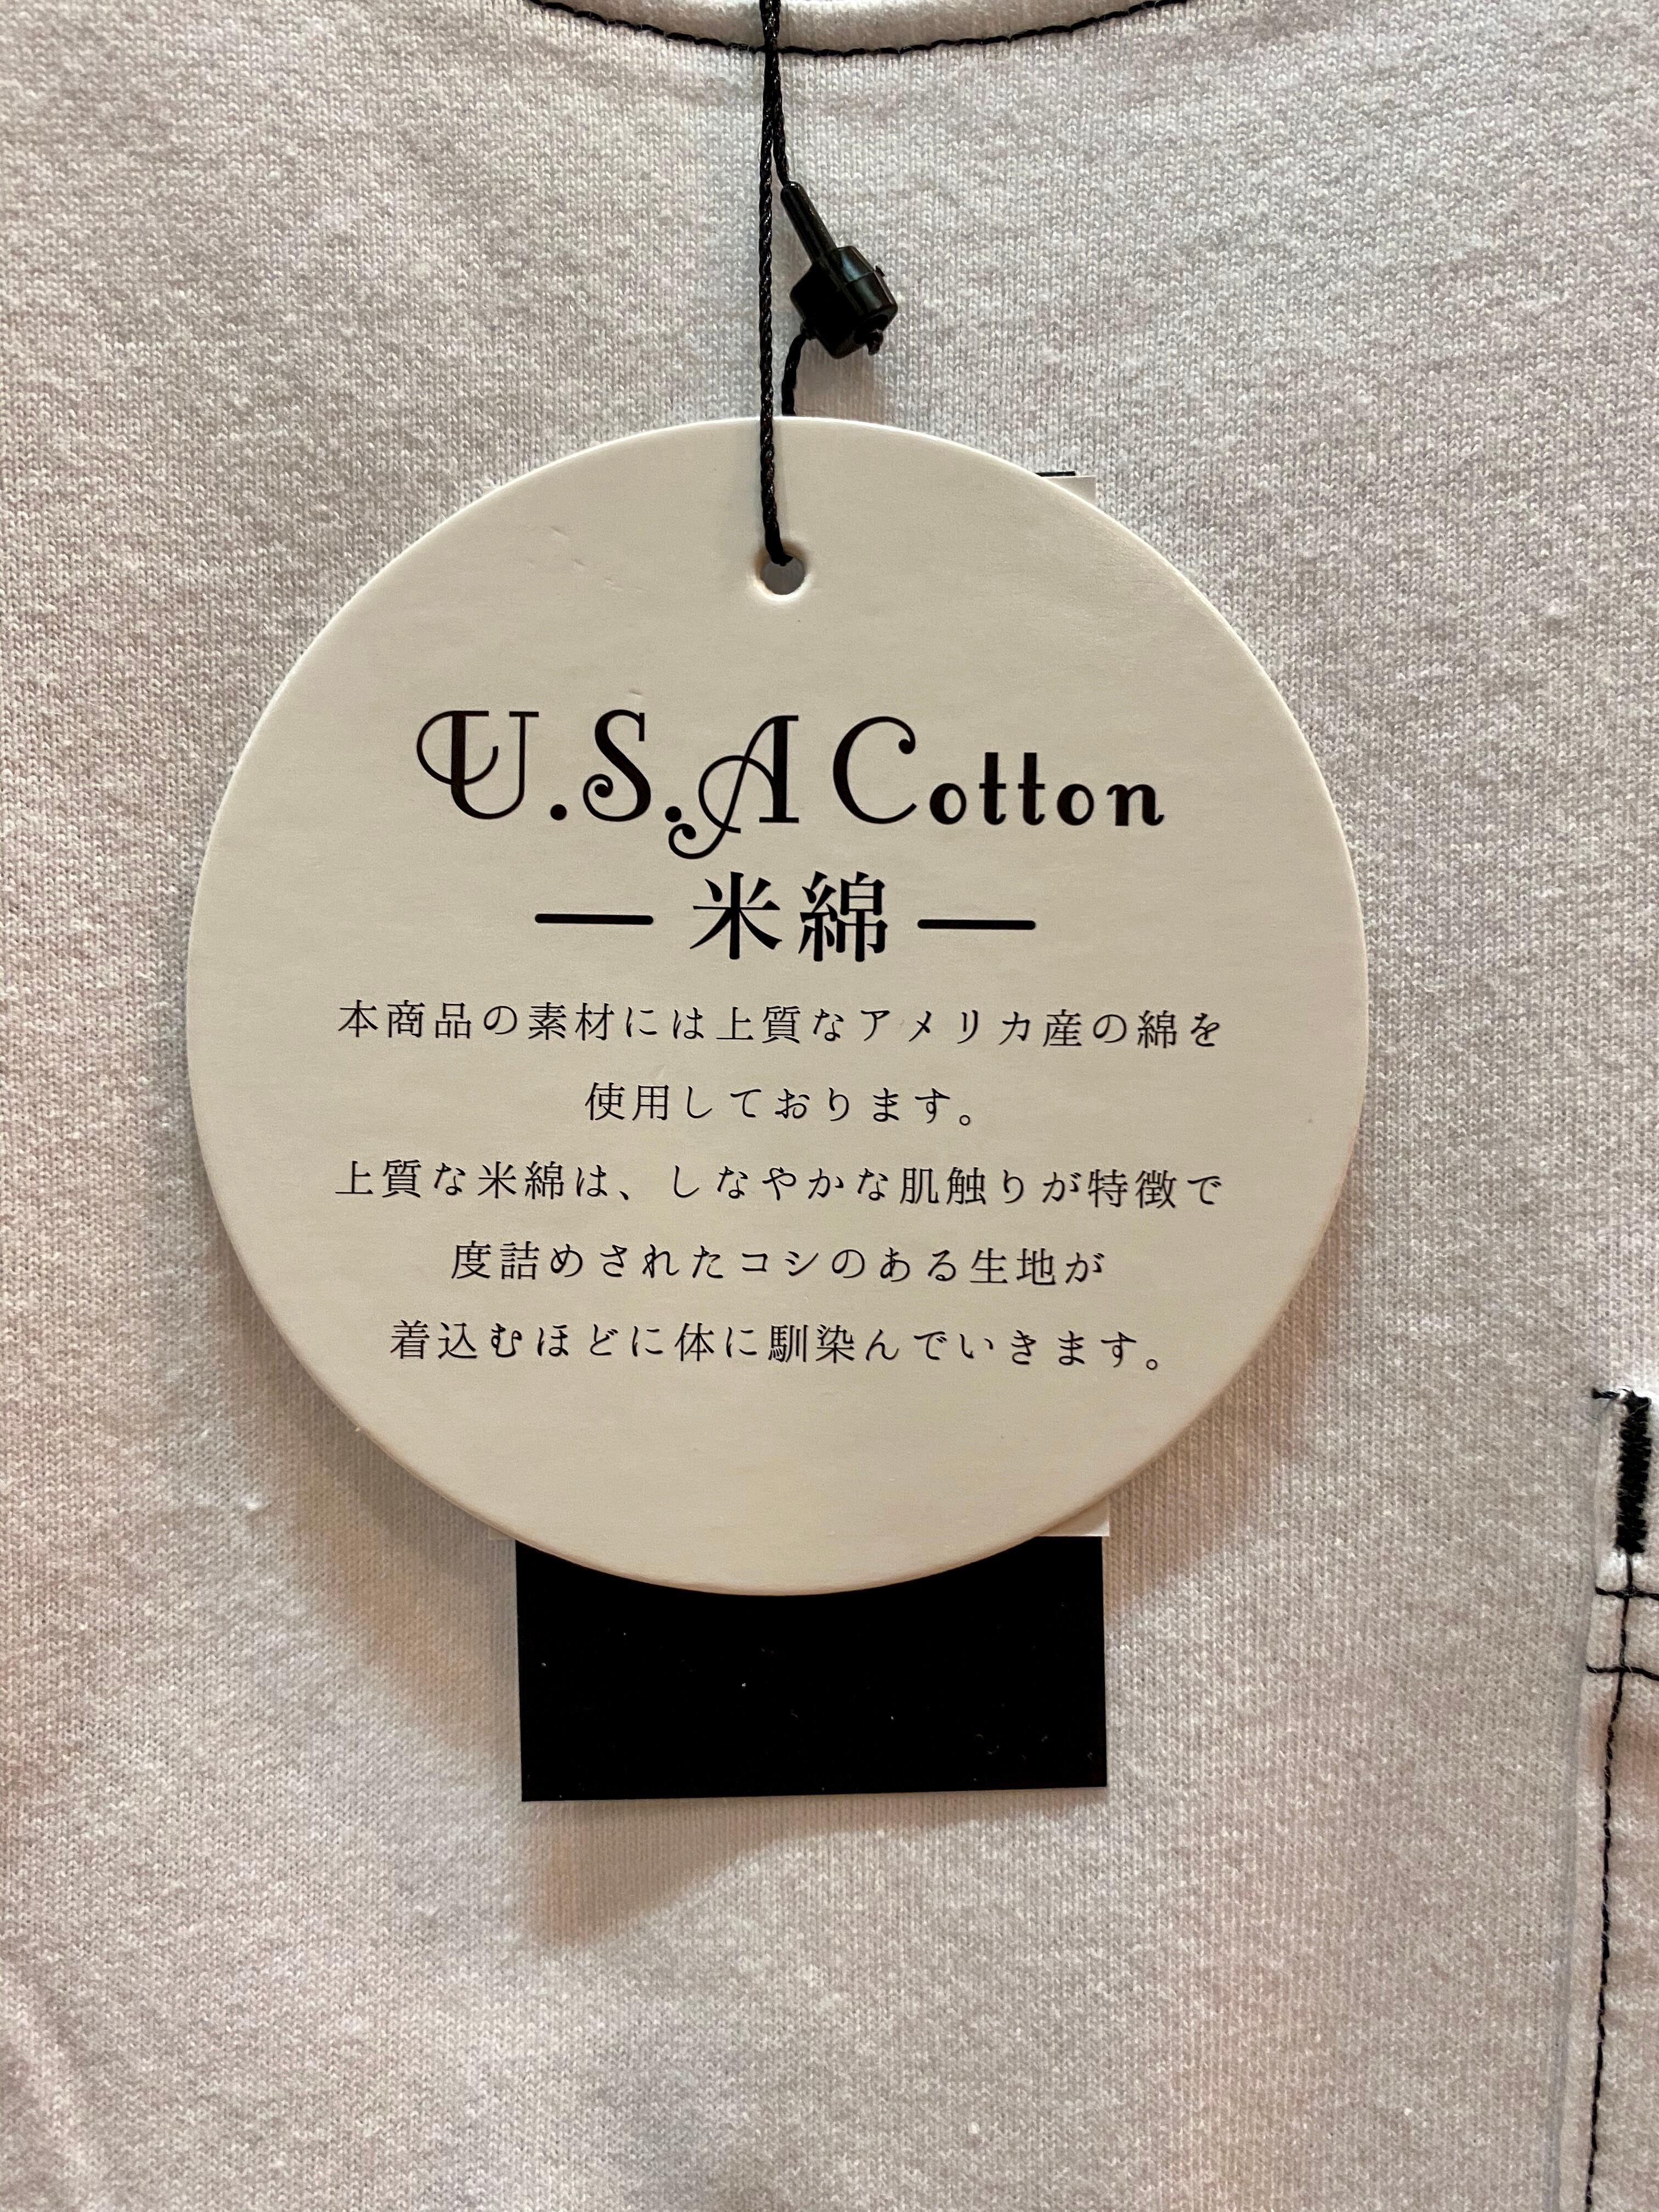 U.S.A Cotton
— 米綿 —
本商品の素材には上質なアメリカ産の綿を
使用しております。
上質な米綿は、しなやかな肌触りが特徴で
度詰めされたコシのある生地が
着込むほどに体に馴染んでいきます。